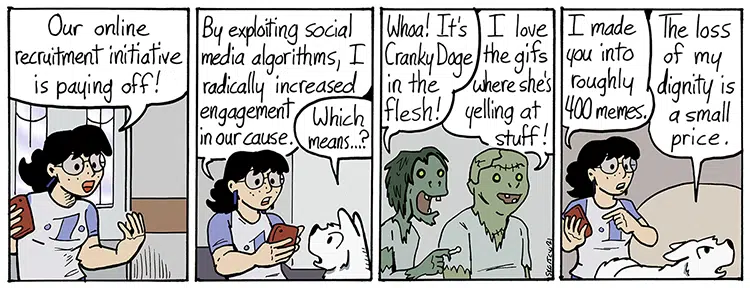 Our online
recruitment initiative
is paying off!
By exploiting social
media algorithms, I
radically increased
engagement
in our cause.
Which
means...?
Whoa! It's
Cranky Doge
in the
flesh!
I love
the gifs
where she's
yelling at
stuff!
I made
you into
roughly
400 memes.
The loss
of my
dignity is
a small
price.